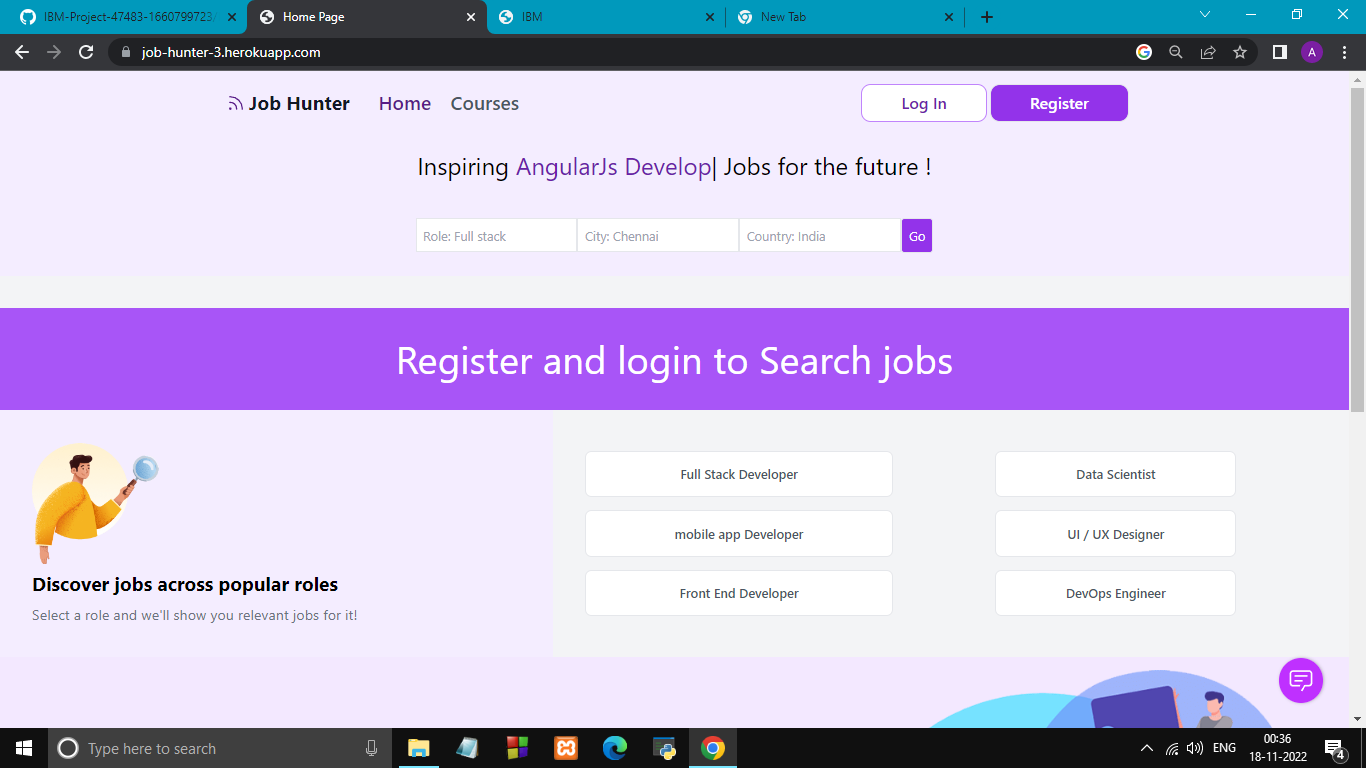 IBM-Project-47483-1660799723/
Home Page
IBM
New Tab
job-hunter-3.herokuapp.com
A
Job Hunter Home Courses Log In Register
Inspiring AngularJs Develop| Jobs for the future !
Role: Full stack City: Chennai Country: India Go
Register and login to Search jobs
Full Stack Developer Data Scientist
mobile app Developer UI / UX Designer
Front End Developer DevOps Engineer
Discover jobs across popular roles
Select a role and we'll show you relevant jobs for it!
Type here to search
ENG
00:36
18-11-2022
4